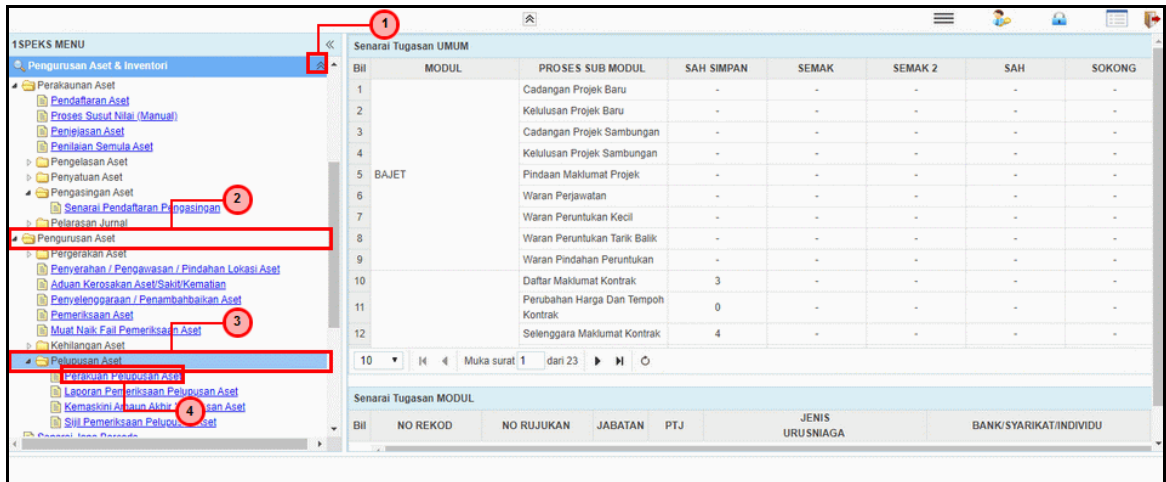 1
1SPEKS MENU
Pengurusan Aset & Inventori
Perakaunan Aset
Pendaftaran Aset
Proses Susut Nilai (Manual)
Penjejasan Aset
Penilaian Semula Aset
Pengelasan Aset
Penyatuan Aset
Pengasingan Aset
2
Senarai Pendaftaran Pengasingan
Pelarasan Jurnal
Pengurusan Aset
Pergerakan Aset
Penyerahan / Pengawasan / Pindahan Lokasi Aset
Aduan Kerosakan Aset/Sakit/Kematian
Penyelenggaraan / Penambahbaikan Aset
Pemeriksaan Aset
3
Muat Naik Fail Pemeriksaan Aset
Kehilangan Aset
Pelupusan Aset
Perakuan Pelupusan Aset
Laporan Pemeriksaan Pelupusan Aset
Kemaskini Amaun Akhir Aset
4
Sijil Pemeriksaan Pelupusan Aset
Senarai Tugasan UMUM
Bil MODUL PROSES SUB MODUL SAH SIMPAN SEMAK SEMAK 2 SAH SOKONG
1 Cadangan Projek Baru - - - - -
2 Kelulusan Projek Baru - - - - -
3 Cadangan Projek Sambungan - - - - -
4 Kelulusan Projek Sambungan - - - - -
5 BAJET Pindaan Maklumat Projek - - - - -
6 Waran Perjawatan - - - - -
7 Waran Peruntukan Kecil - - - - -
8 Waran Peruntukan Tarik Balik - - - - -
9 Waran Pindahan Peruntukan - - - - -
10 Daftar Maklumat Kontrak 3 - - - -
11 Perubahan Harga Dan Tempoh 0 - - - -
Kontrak
12 Selenggara Maklumat Kontrak 4 - - - -
10 Muka surat 1 dari 23
Senarai Tugasan MODUL
Bil NO REKOD NO RUJUKAN JABATAN PTJ JENIS URUSNIAGA BANK/SYARIKAT/INDIVIDU